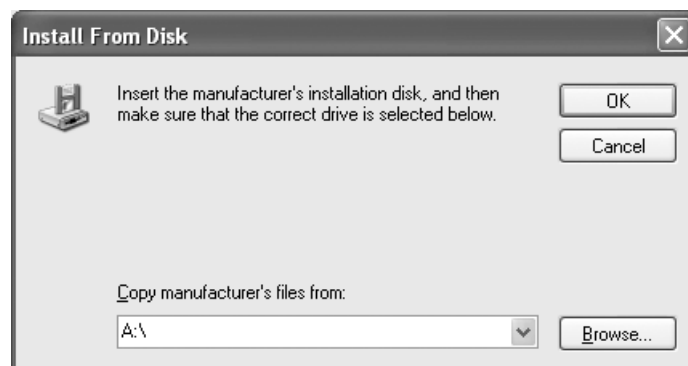 Install From Disk
Insert the manufacturer's installation disk, and then
make sure that the correct drive is selected below.
OK
Cancel
Copy manufacturer's files from:
A:\
Browse...